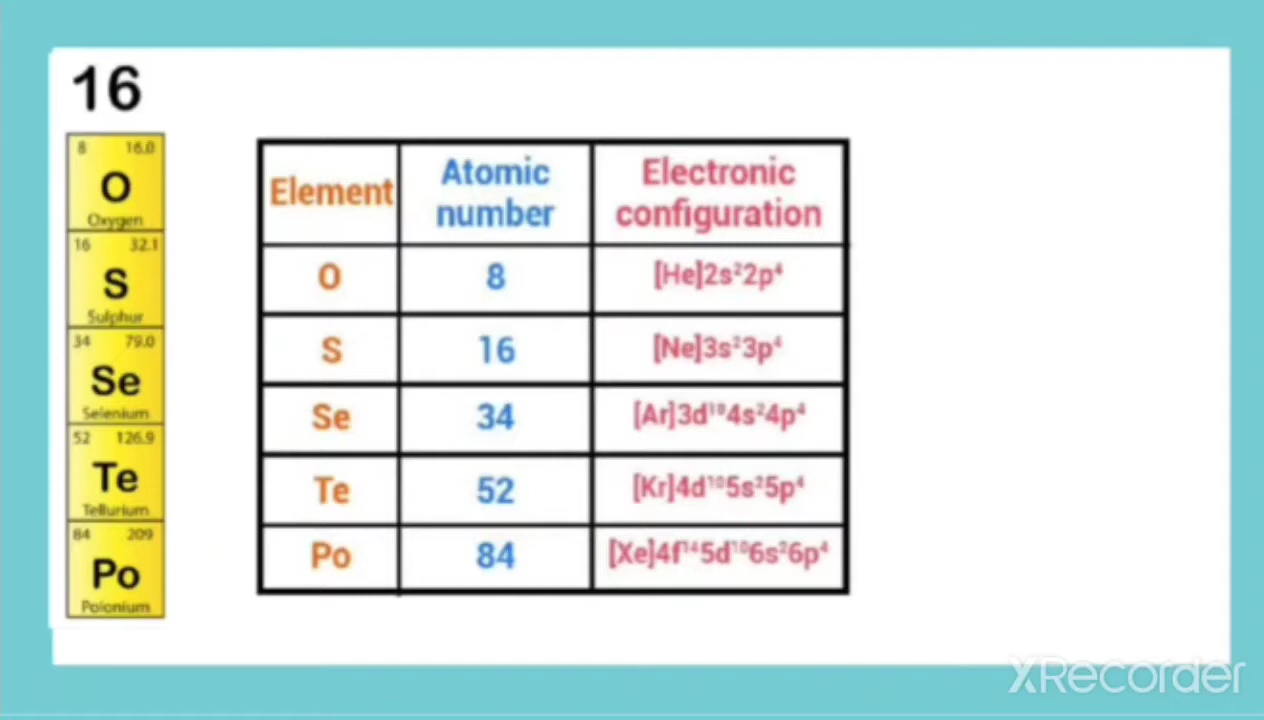 16
8 16.0
O
Oxygen
16 32.1
S
Sulphur
34 79.0
Se
Selenium
52 126.9
Te
Tellurium
84 209
Po
Polonium
Element Atomic number Electronic configuration
O 8 [He]2s²2p⁴
S 16 [Ne]3s²3p⁴
Se 34 [Ar]3d¹⁰4s²4p⁴
Te 52 [Kr]4d¹⁰5s²5p⁴
Po 84 [Xe]4f¹⁴5d¹⁰6s²6p⁴
XRecorder